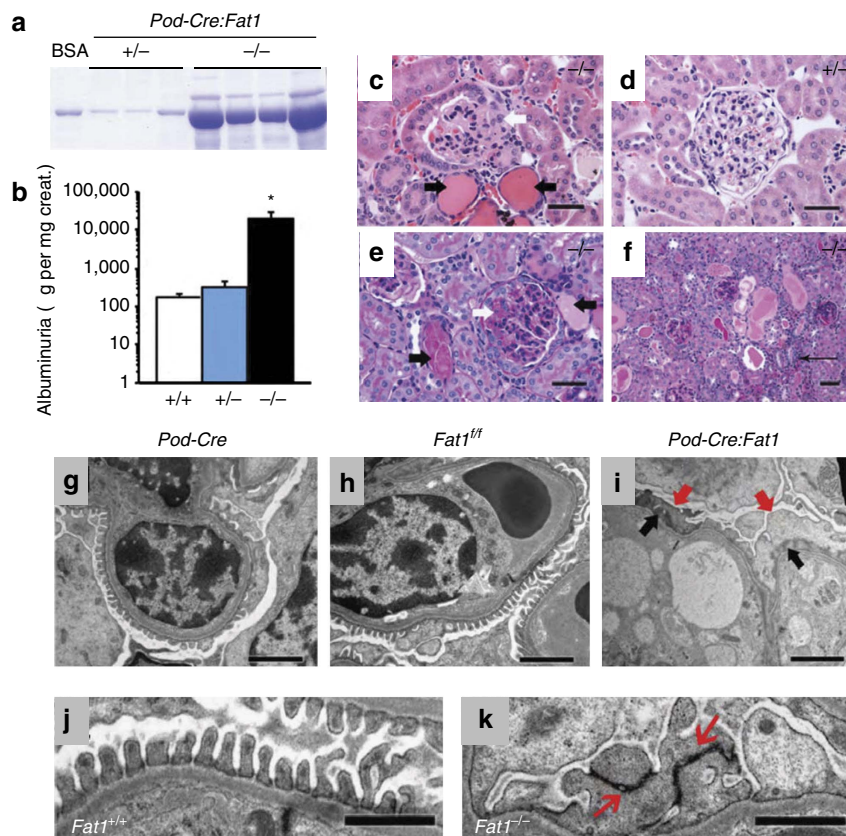 a
Pod-Cre:Fat1
BSA +/– –/–
b
Albuminuria ( g per mg creat.)
100,000
10,000
1,000
100
10
1
*
+/+ +/– –/–
c –/–
d +/–
e –/–
f –/–
Pod-Cre Fat1f/f Pod-Cre:Fat1
g
h
i
j
Fat1+/+
k
Fat1–/–